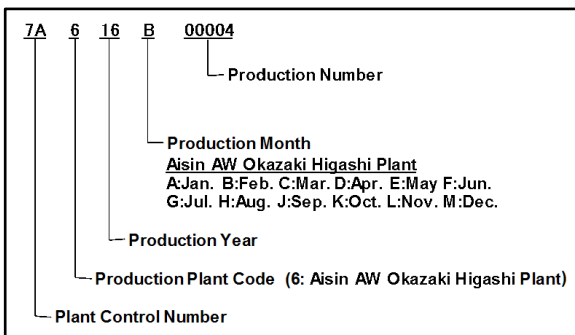 7A 6 16 B 00004
Production Number
Production Month
Aisin AW Okazaki Higashi Plant
A:Jan. B:Feb. C:Mar. D:Apr. E:May F:Jun.
G:Jul. H:Aug. J:Sep. K:Oct. L:Nov. M:Dec.
Production Year
Production Plant Code (6: Aisin AW Okazaki Higashi Plant)
Plant Control Number